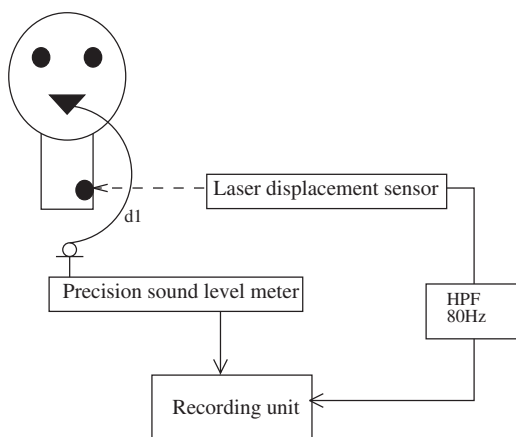 Laser displacement sensor
d1
Precision sound level meter
HPF
80Hz
Recording unit